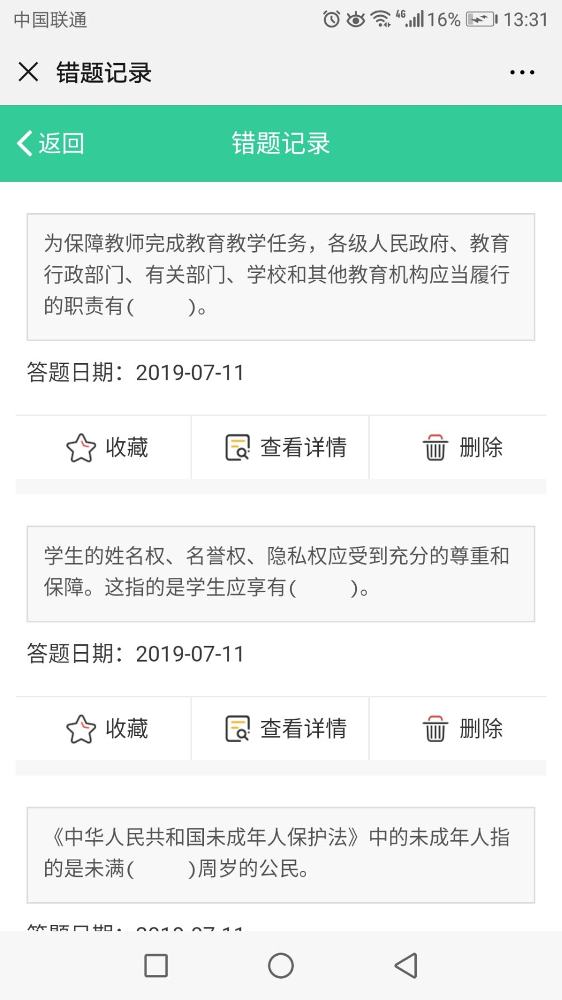 中国联通 4G 16% 13:31
错题记录
返回 错题记录
为保障教师完成教育教学任务，各级人民政府、教育
行政部门、有关部门、学校和其他教育机构应当履行
的职责有( )。
答题日期：2019-07-11
收藏 查看详情 删除
学生的姓名权、名誉权、隐私权应受到充分的尊重和
保障。这指的是学生应享有( )。
答题日期：2019-07-11
收藏 查看详情 删除
《中华人民共和国未成年人保护法》中的未成年人指
的是未满( )周岁的公民。
答题日期：2019-07-11